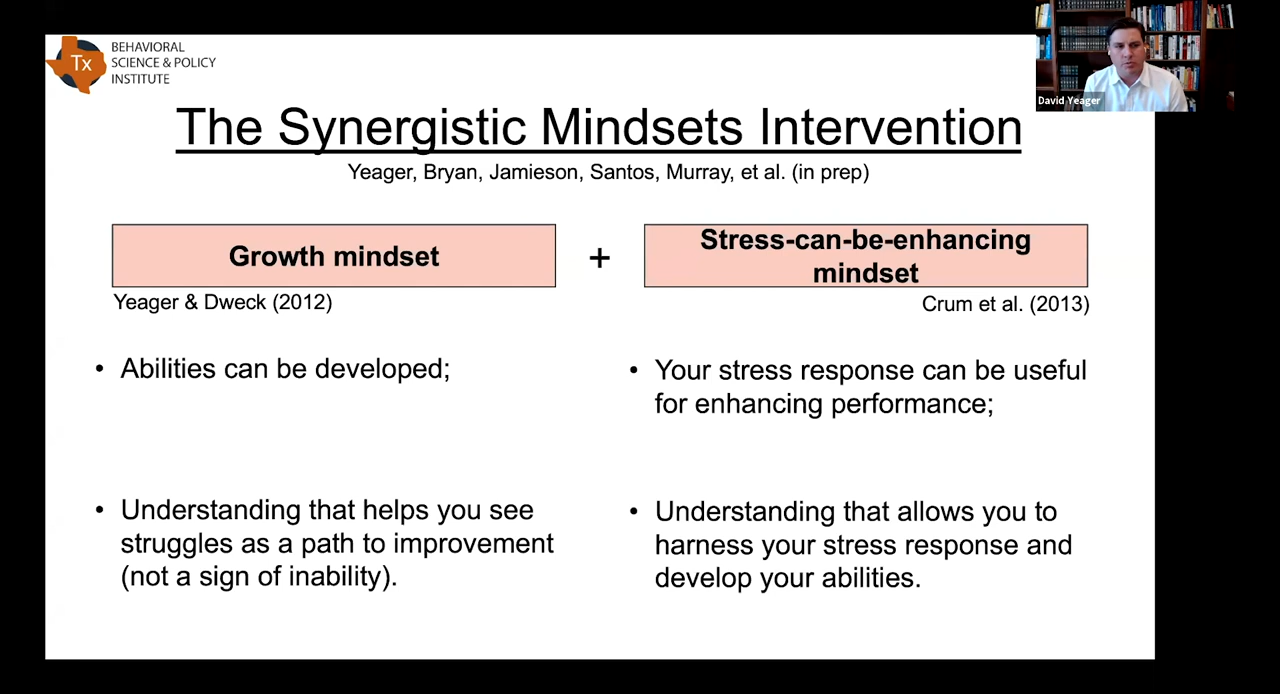 Tx
BEHAVIORAL
SCIENCE & POLICY
INSTITUTE
David Yeager
The Synergistic Mindsets Intervention
Yeager, Bryan, Jamieson, Santos, Murray, et al. (in prep)
Growth mindset
+
Stress-can-be-enhancing
mindset
Yeager & Dweck (2012)
Crum et al. (2013)
• Abilities can be developed;
• Understanding that helps you see
struggles as a path to improvement
(not a sign of inability).
• Your stress response can be useful
for enhancing performance;
• Understanding that allows you to
harness your stress response and
develop your abilities.